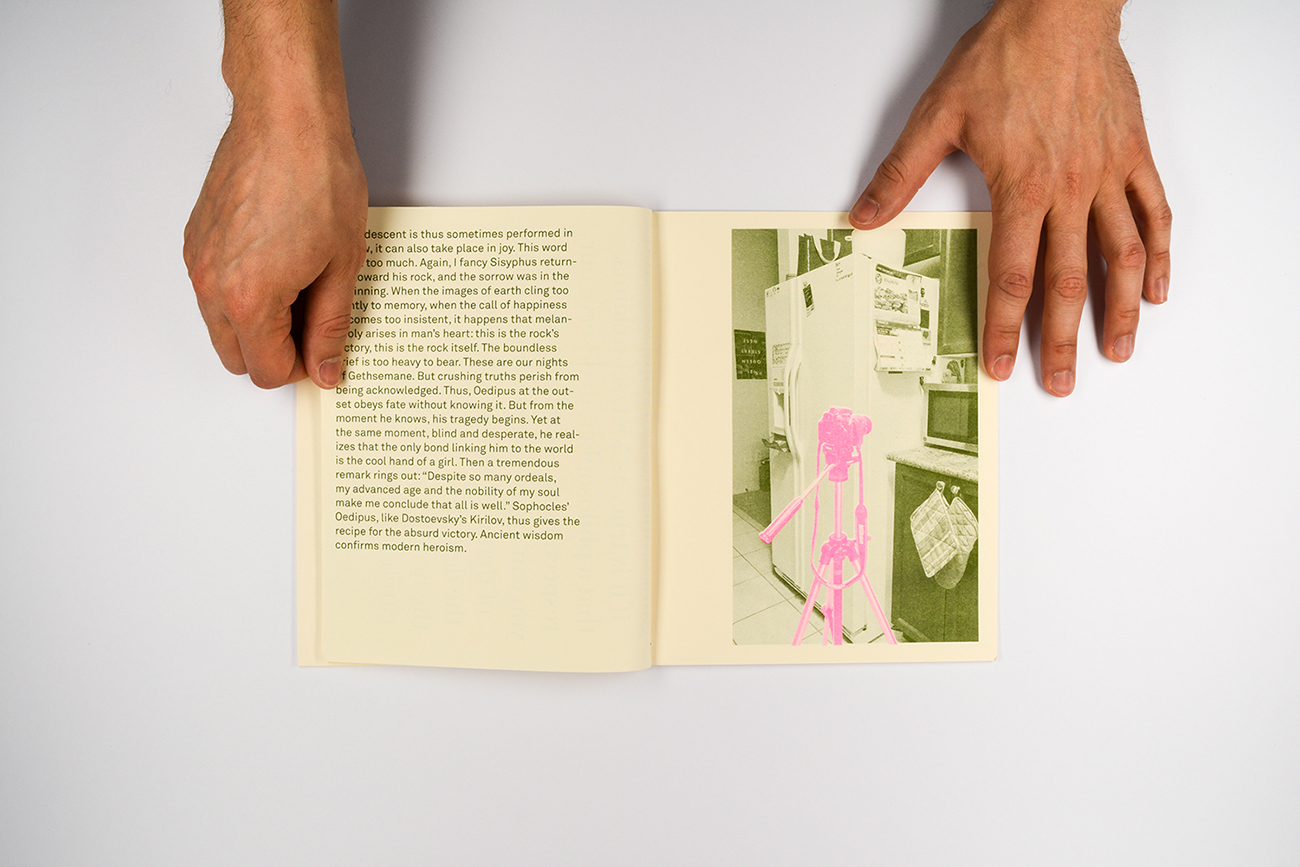 descent is thus sometimes performed in
, it can also take place in joy. This word
too much. Again, I fancy Sisyphus return-
oward his rock, and the sorrow was in the
inning. When the images of earth cling too
ntly to memory, when the call of happiness
comes too insistent, it happens that melan-
oly arises in man's heart: this is the rock's
ctory, this is the rock itself. The boundless
rief is too heavy to bear. These are our nights
f Gethsemane. But crushing truths perish from
being acknowledged. Thus, Oedipus at the out-
set obeys fate without knowing it. But from the
moment he knows, his tragedy begins. Yet at
the same moment, blind and desperate, he real-
izes that the only bond linking him to the world
is the cool hand of a girl. Then a tremendous
remark rings out: “Despite so many ordeals,
my advanced age and the nobility of my soul
make me conclude that all is well.” Sophocles’
Oedipus, like Dostoevsky’s Kirilov, thus gives the
recipe for the absurd victory. Ancient wisdom
confirms modern heroism.